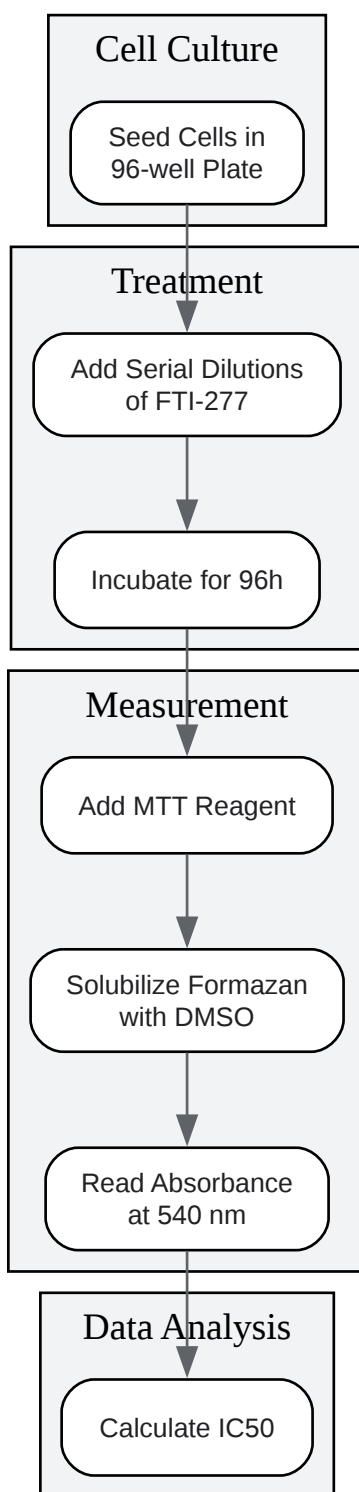 Cell Culture
Seed Cells in
96-well Plate
Treatment
Add Serial Dilutions
of FTI-277
Incubate for 96h
Measurement
Add MTT Reagent
Solubilize Formazan
with DMSO
Read Absorbance
at 540 nm
Data Analysis
Calculate IC50